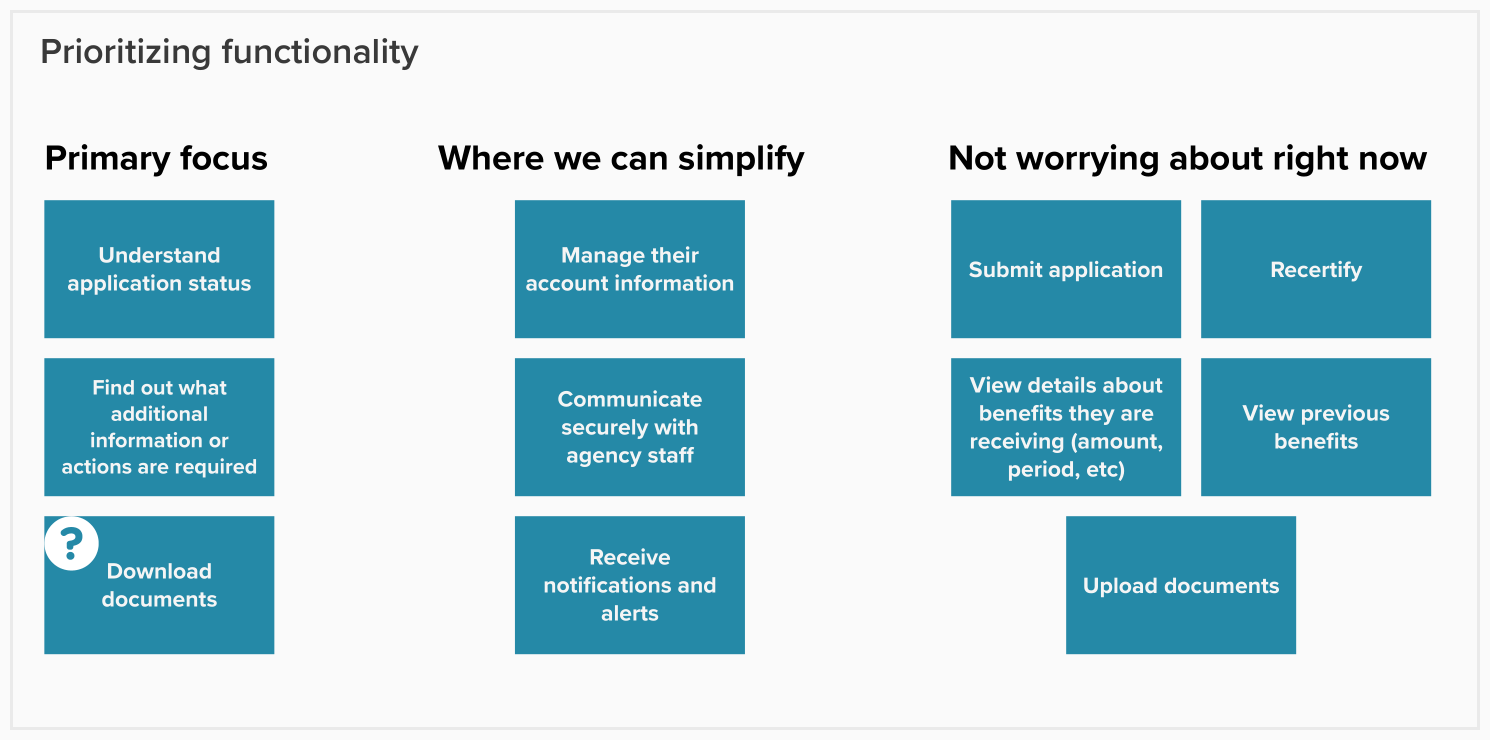 Prioritizing functionality
Primary focus
Understand
application status
Find out what
additional
information or
actions are required
?
Download
documents
Where we can simplify
Manage their
account information
Communicate
securely with
agency staff
Receive
notifications and
alerts
Not worrying about right now
Submit application
Recertify
View details about
benefits they are
receiving (amount,
period, etc)
View previous
benefits
Upload documents